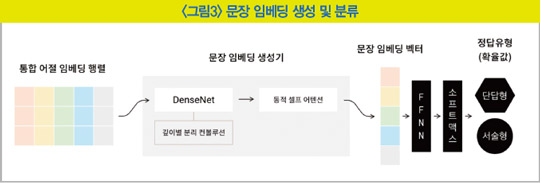 <그림3> 문장 임베딩 생성 및 분류
통합 어절 임베딩 행렬
문장 임베딩 생성기
DenseNet
깊이별 분리 컨볼루션
동적 셀프 어텐션
문장 임베딩 벡터
FFNN
소프트맥스
정답유형
(확률값)
단답형
서술형